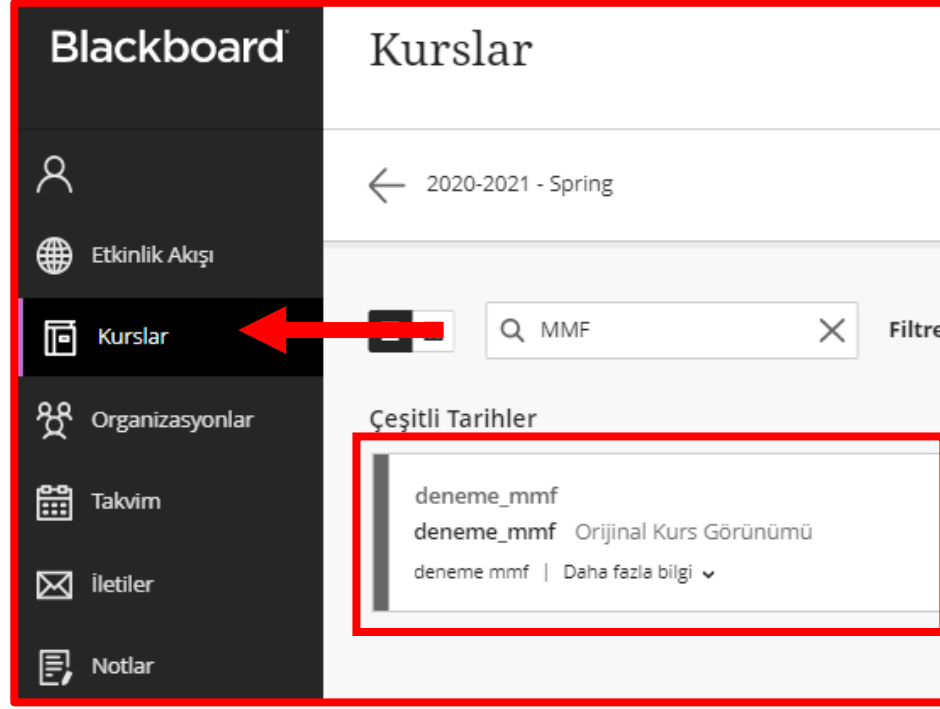 Blackboard
Kurslar
2020-2021 - Spring
Etkinlik Akışı
Kurslar
Organizasyonlar
Takvim
İletiler
Notlar
MMF
Filtre
Çeşitli Tarihler
deneme_mmf
deneme_mmf Orijinal Kurs Görünümü
deneme mmf | Daha fazla bilgi